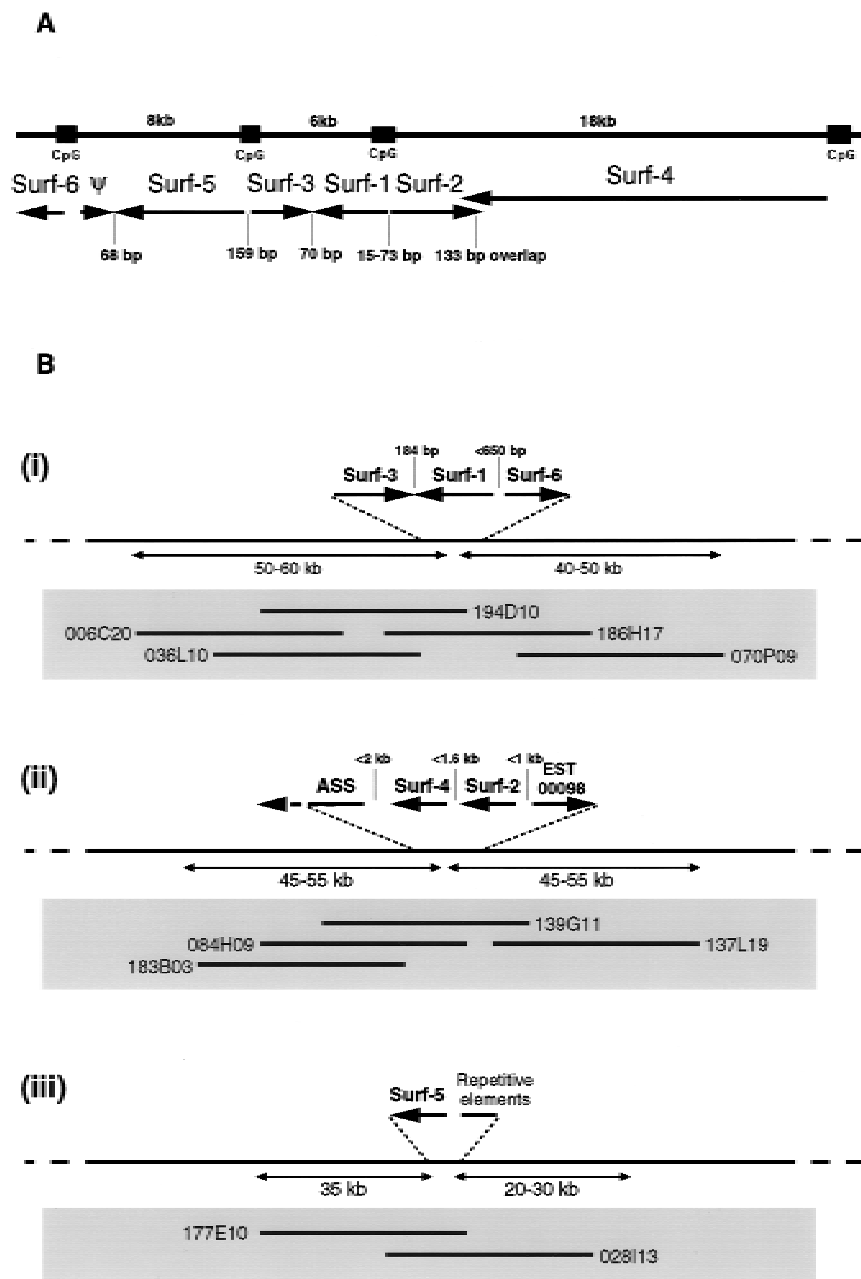 A
8kb 6kb 18kb
CpG CpG CpG CpG
Surf-6 Ψ Surf-5 Surf-3 Surf-1 Surf-2 Surf-4
68 bp 159 bp 70 bp 15-73 bp 133 bp overlap
B
(i)
184 bp <650 bp
Surf-3 Surf-1 Surf-6
50-60 kb 40-50 kb
194D10
006C20 186H17
036L10 070P09
(ii)
<2 kb <1.6 kb <1 kb
EST
ASS Surf-4 Surf-2 00098
45-55 kb 45-55 kb
139G11
084H09 137L19
183B03
(iii)
Surf-5 Repetitive
elements
35 kb 20-30 kb
177E10
028I13